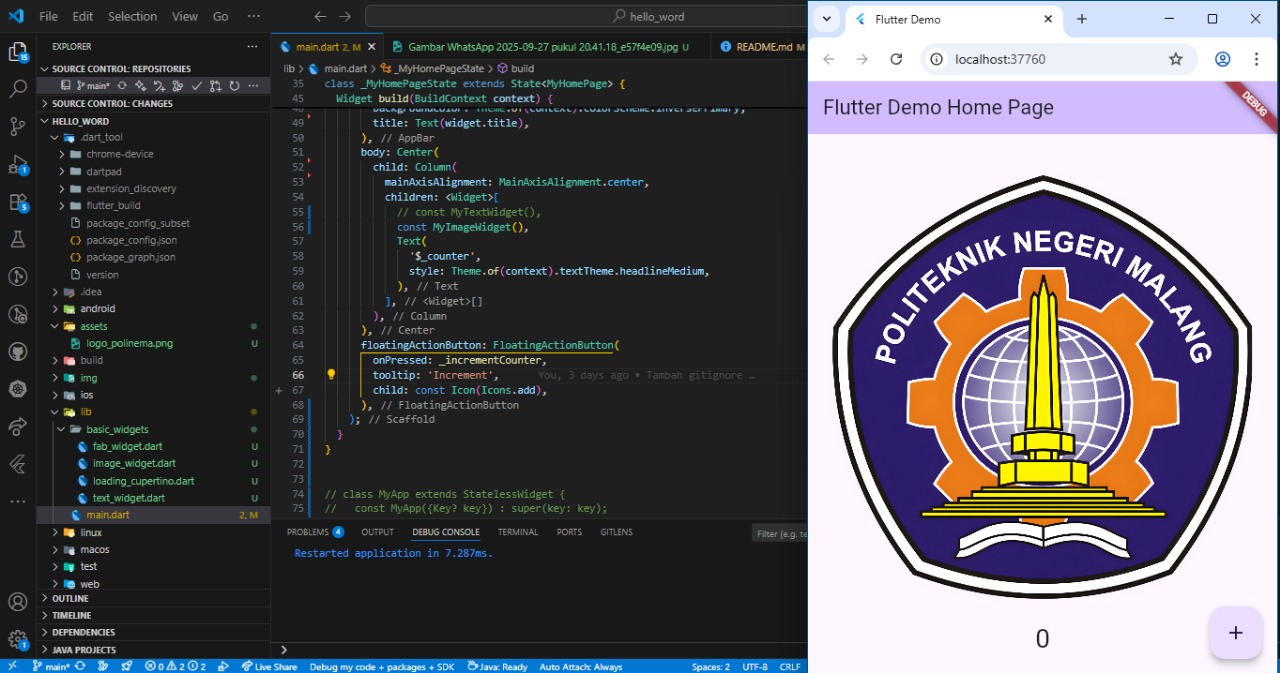 File Edit Selection View Go ··· hello_word
EXPLORER
SOURCE CONTROL: REPOSITORIES
main*
SOURCE CONTROL: CHANGES
HELLO_WORD
.dart_tool
chrome-device
dartpad
extension_discovery
flutter_build
package_config_subset
package_config.json
package_graph.json
version
.idea
android
assets
logo_polinema.png U
build
img
ios
lib
basic_widgets
fab_widget.dart U
image_widget.dart U
loading_cupertino.dart U
text_widget.dart U
main.dart 2, M
linux
macos
test
web
OUTLINE
TIMELINE
DEPENDENCIES
JAVA PROJECTS
main.dart 2, M Gambar WhatsApp 2025-09-27 pukul 20.41.18_e57f4e09.jpg U README.md M
lib > main.dart > _MyHomePageState > build
35 class _MyHomePageState extends State<MyHomePage> {
45 Widget build(BuildContext context) {
48 backgroundColor: Theme.of(context).colorScheme.inversePrimary,
49 title: Text(widget.title),
50 ), // AppBar
51 body: Center(
52 child: Column(
53 mainAxisAlignment: MainAxisAlignment.center,
54 children: <Widget>[
55 // const MyTextWidget(),
56 const MyImageWidget(),
57 Text(
58 '$_counter',
59 style: Theme.of(context).textTheme.headlineMedium,
60 ), // Text
61 ], // <Widget>[]
62 ), // Column
63 ), // Center
64 floatingActionButton: FloatingActionButton(
65 onPressed: _incrementCounter,
66 tooltip: 'Increment', You, 3 days ago • Tambah gitignore …
67 child: const Icon(Icons.add),
68 ), // FloatingActionButton
69 ); // Scaffold
70 }
71 }
72
73
74 // class MyApp extends StatelessWidget {
75 // const MyApp({Key? key}) : super(key: key);
PROBLEMS 4 OUTPUT DEBUG CONSOLE TERMINAL PORTS GITLENS Filter (e.g. te
Restarted application in 7.287ms.
main* 0 2 2 Live Share Debug my code + packages + SDK Java: Ready Auto Attach: Always Spaces: 2 UTF-8 CRLF
Flutter Demo
localhost:37760
Flutter Demo Home Page
DEBUG
POLITEKNIK NEGERI MALANG
0